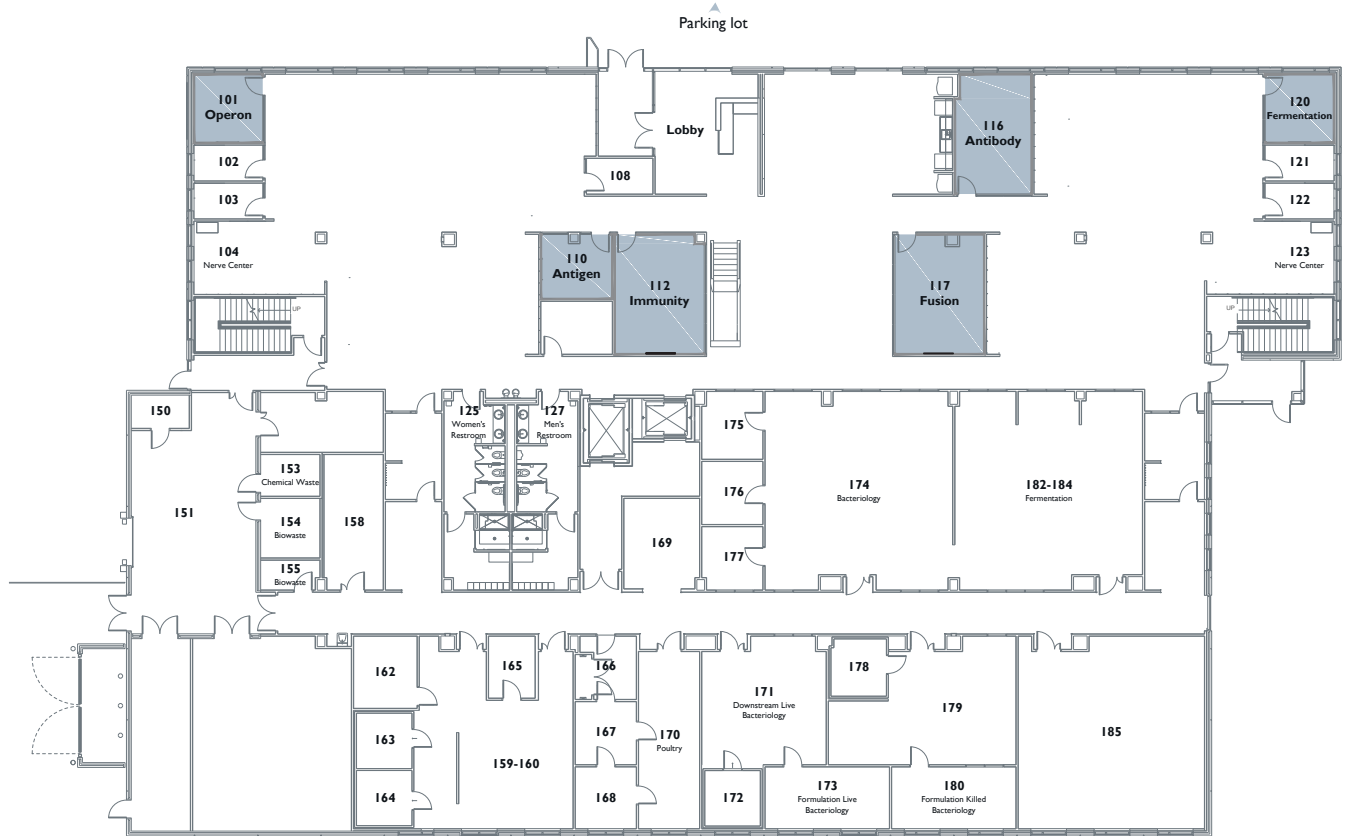 Parking lot
101
Operon
102
103
104
Nerve Center
UP
108
Lobby
110
Antigen
112
Immunity
116
Antibody
117
Fusion
120
Fermentation
121
122
123
Nerve Center
UP
125
Women's
Restroom
127
Men's
Restroom
150
151
153
Chemical Waste
154
Biowaste
155
Biowaste
158
169
175
176
177
174
Bacteriology
182-184
Fermentation
162
163
164
165
159-160
166
167
168
170
Poultry
171
Downstream Live
Bacteriology
172
173
Formulation Live
Bacteriology
178
179
180
Formulation Killed
Bacteriology
185